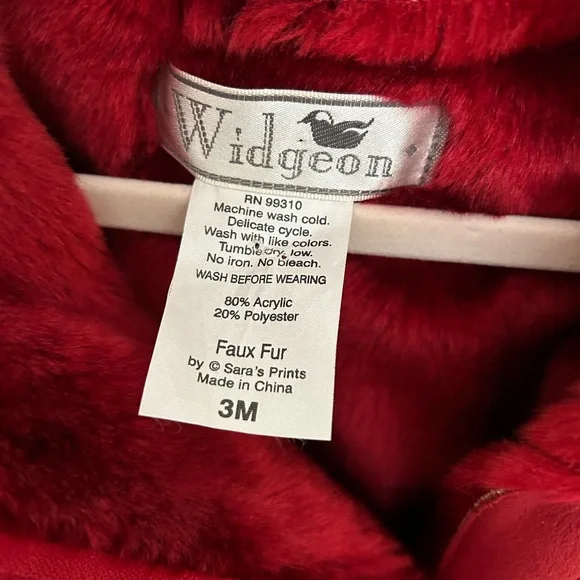 Widgeon
RN 99310
Machine wash cold.
Delicate cycle.
Wash with like colors.
Tumble dry, low.
No iron. No bleach.
WASH BEFORE WEARING
80% Acrylic
20% Polyester
Faux Fur
by © Sara's Prints
Made in China
3M